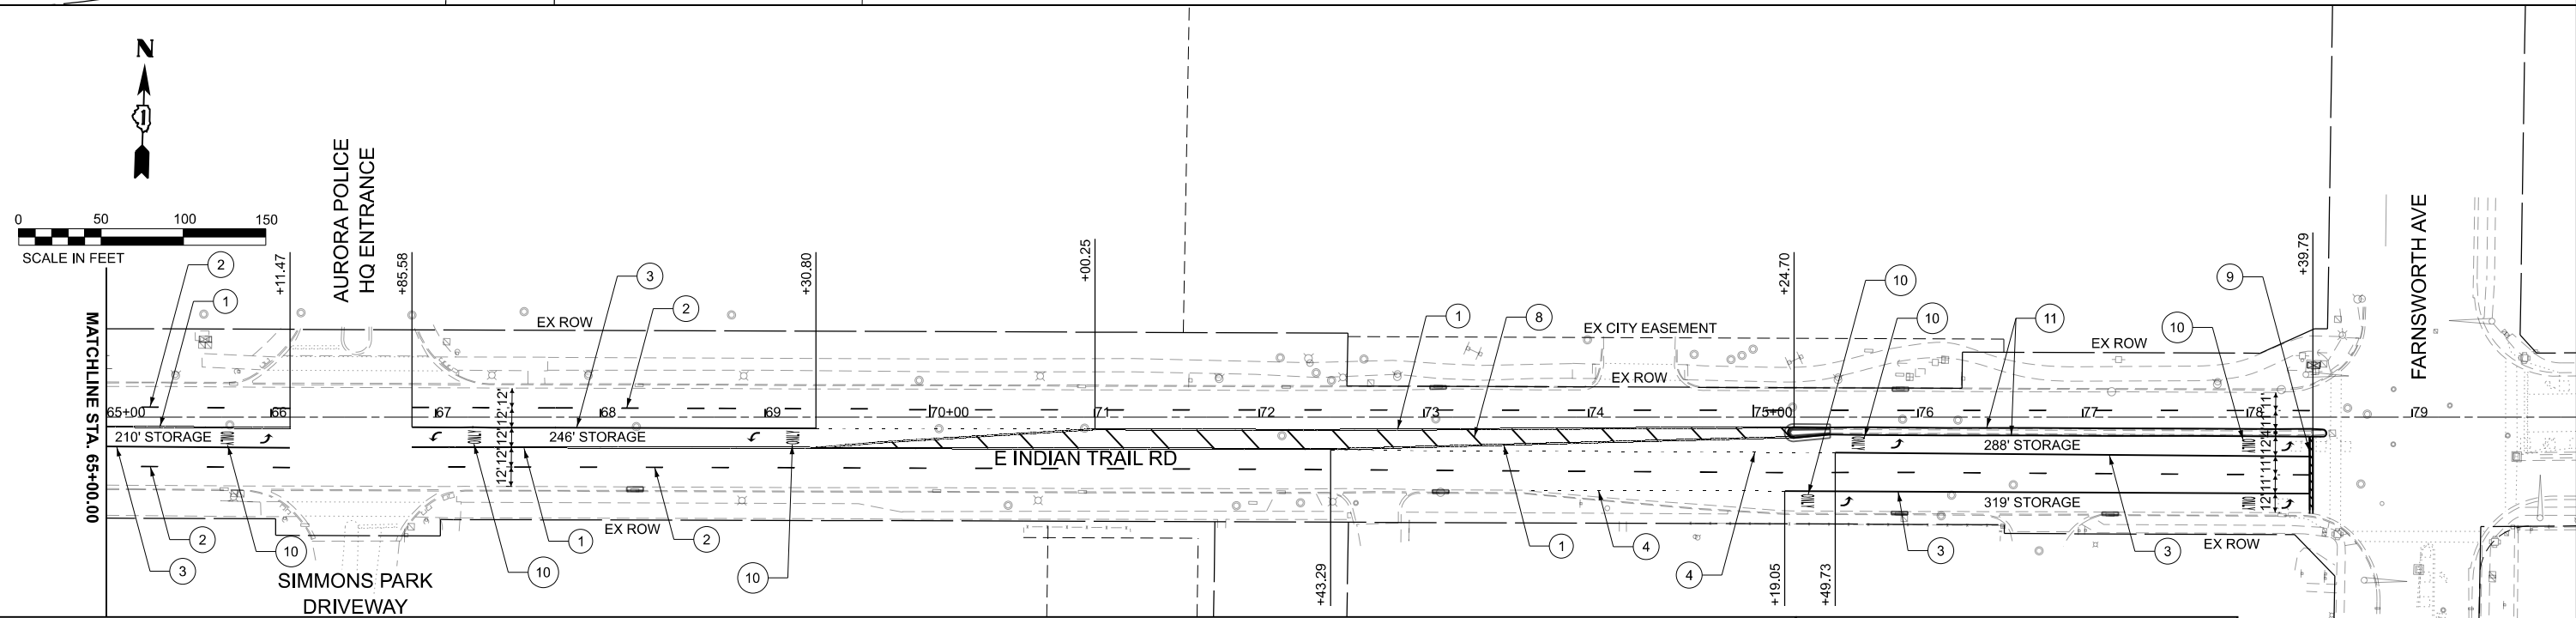 N
1
0 50 100 150
SCALE IN FEET
AURORA POLICE
HQ ENTRANCE
MATCHLINE STA. 65+00.00
+11.47
+85.58
+30.80
+00.25
+24.70
+39.79
FARNSWORTH AVE
2
1
3
2
1
8
10
10
11
10
9
EX ROW
EX CITY EASEMENT
EX ROW
EX ROW
65+00 66 67 68 69 70+00 71 72 73 74 75+00 76 77 78 79
12' 12' 12' 12' 12'
11' 11' 4' 12' 11' 11' 12'
210' STORAGE
ONLY
ONLY
246' STORAGE
ONLY
E INDIAN TRAIL RD
ONLY
288' STORAGE
ONLY
ONLY
319' STORAGE
ONLY
EX ROW
EX ROW
2
3
10
10
1
2
10
1
4
4
3
3
SIMMONS PARK
DRIVEWAY
+43.29
+19.05
+49.73